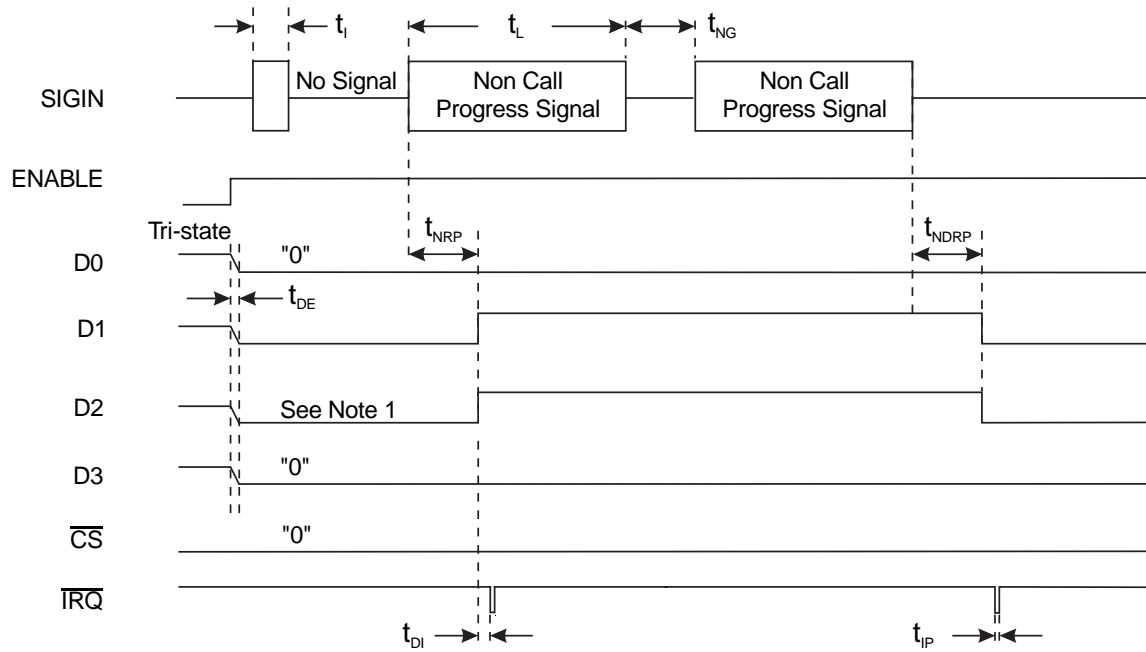 tI
tL
tNG
SIGIN
No Signal
Non Call
Progress Signal
Non Call
Progress Signal
ENABLE
Tri-state
tNRP
tNDRP
D0
"0"
tDE
D1
D2
See Note 1
D3
"0"
CS
"0"
IRQ
tDI
tIP